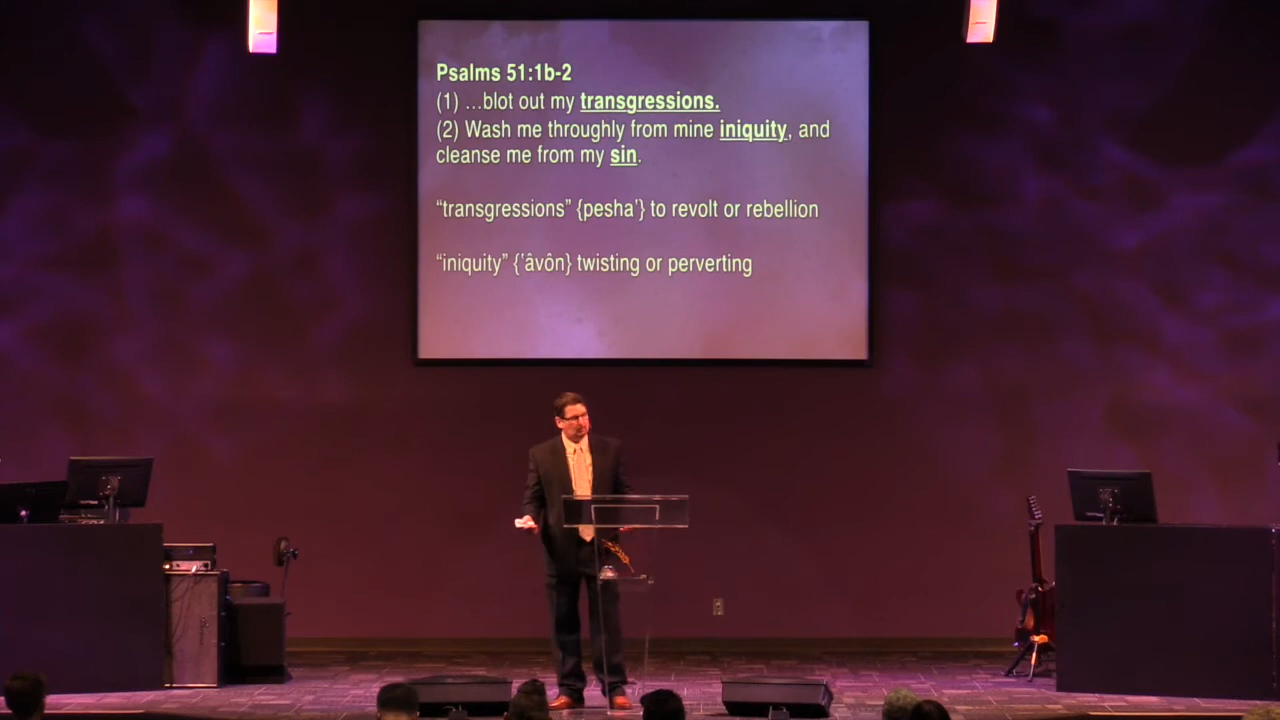 Psalms 51:1b-2
(1) …blot out my transgressions.
(2) Wash me throughly from mine iniquity, and
cleanse me from my sin.
“transgressions” {pesha’} to revolt or rebellion
“iniquity” {‛âvôn} twisting or perverting